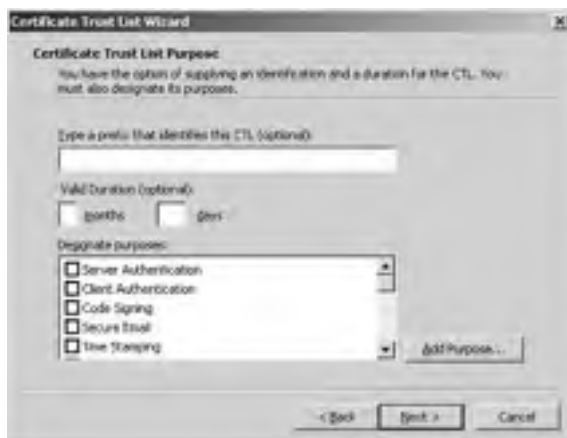 Certificate Trust List Wizard
Certificate Trust List Purpose
You have the option of supplying an identification and a duration for the CTL. You
must also designate its purposes.
Type a prefix that identifies this CTL (optional):
Valid Duration (optional):
months days
Designate purposes:
Server Authentication
Client Authentication
Code Signing
Secure Email
Time Stamping
Add Purpose...
< Back Next > Cancel